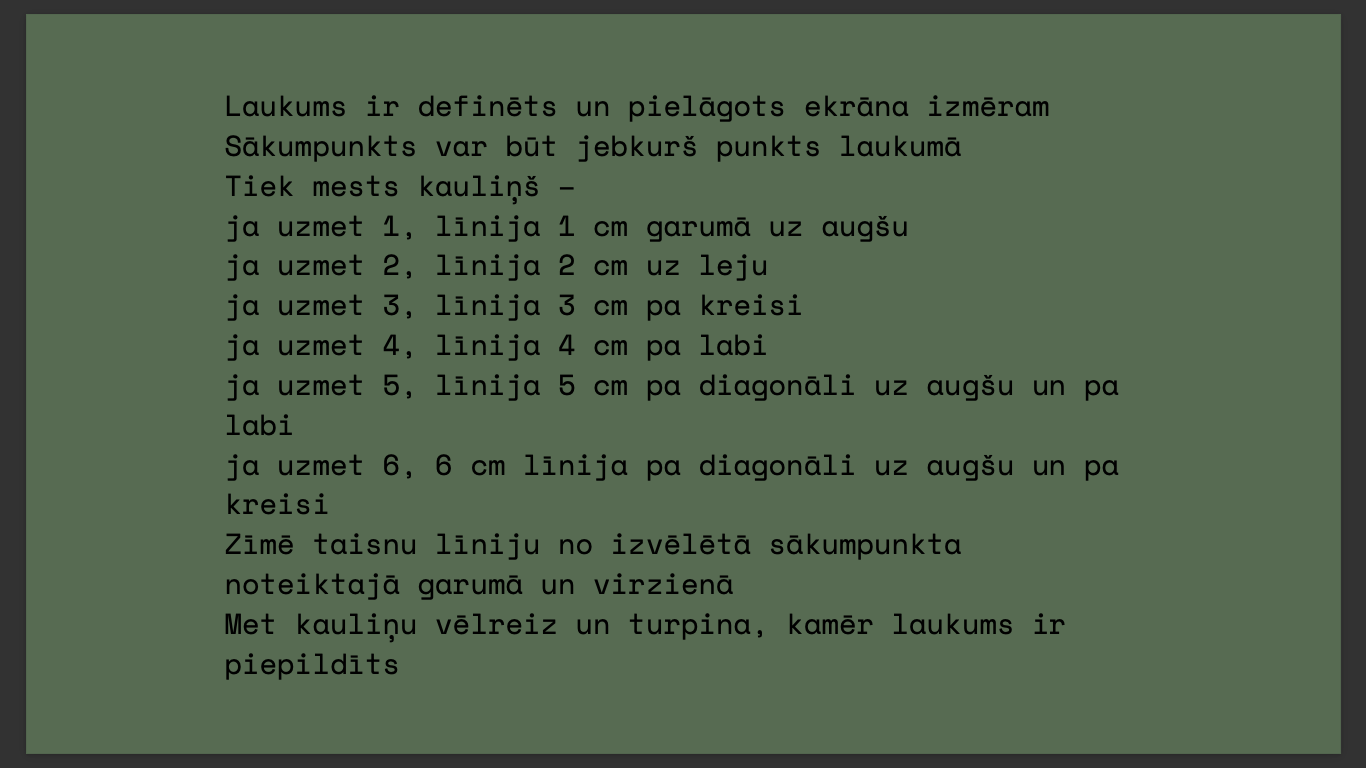 Laukums ir definēts un pielāgots ekrāna izmēram
Sākumpunkts var būt jebkurš punkts laukumā
Tiek mests kauliņš –
ja uzmet 1, līnija 1 cm garumā uz augšu
ja uzmet 2, līnija 2 cm uz leju
ja uzmet 3, līnija 3 cm pa kreisi
ja uzmet 4, līnija 4 cm pa labi
ja uzmet 5, līnija 5 cm pa diagonāli uz augšu un pa
labi
ja uzmet 6, 6 cm līnija pa diagonāli uz augšu un pa
kreisi
Zīmē taisnu līniju no izvēlētā sākumpunkta
noteiktajā garumā un virzienā
Met kauliņu vēlreiz un turpina, kamēr laukums ir
piepildīts